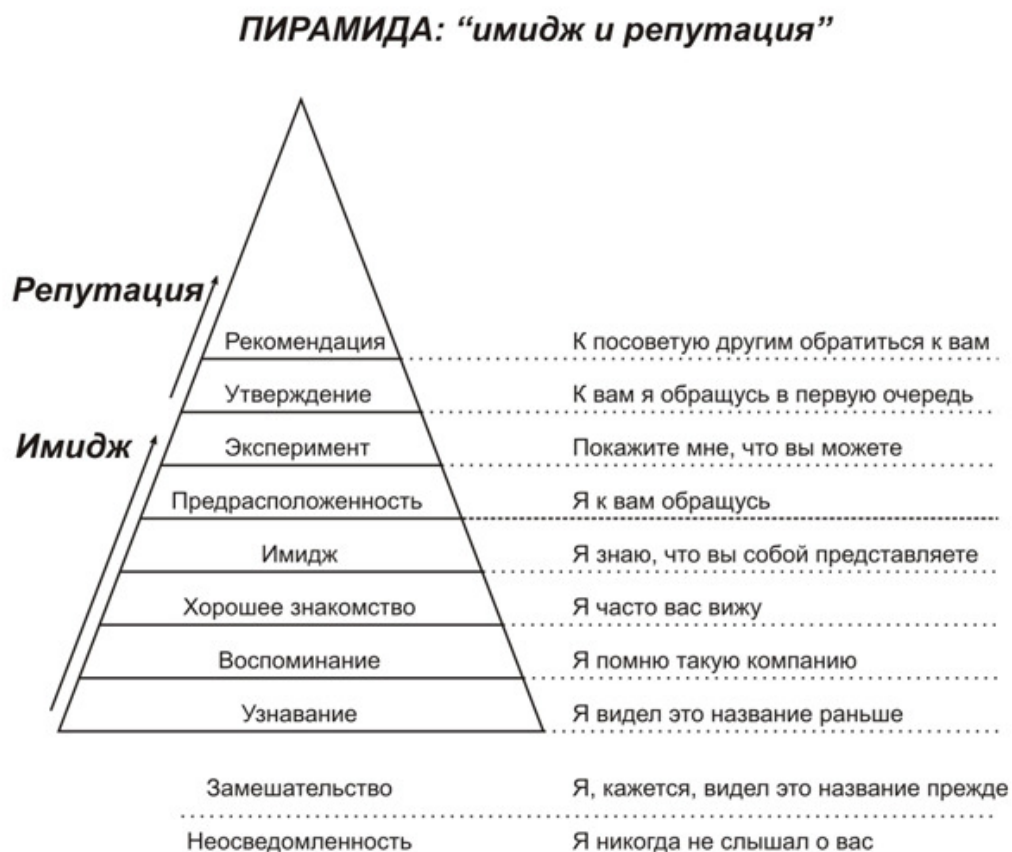 ПИРАМИДА: “имидж и репутация”
Репутация
Рекомендация К посоветую другим обратиться к вам
Утверждение К вам я обращусь в первую очередь
Имидж
Эксперимент Покажите мне, что вы можете
Предрасположенность Я к вам обращусь
Имидж Я знаю, что вы собой представляете
Хорошее знакомство Я часто вас вижу
Воспоминание Я помню такую компанию
Узнавание Я видел это название раньше
Замешательство Я, кажется, видел это название прежде
Неосведомленность Я никогда не слышал о вас